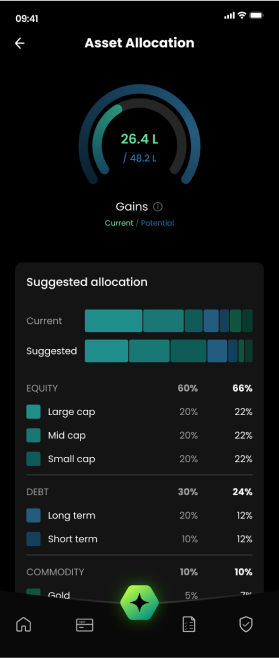 09:41
Asset Allocation
26.4 L
/ 48.2 L
Gains
Current / Potential
Suggested allocation
Current
Suggested
EQUITY 60% 66%
Large cap 20% 22%
Mid cap 20% 22%
Small cap 20% 22%
DEBT 30% 24%
Long term 20% 12%
Short term 10% 12%
COMMODITY 10% 10%
Gold 5%